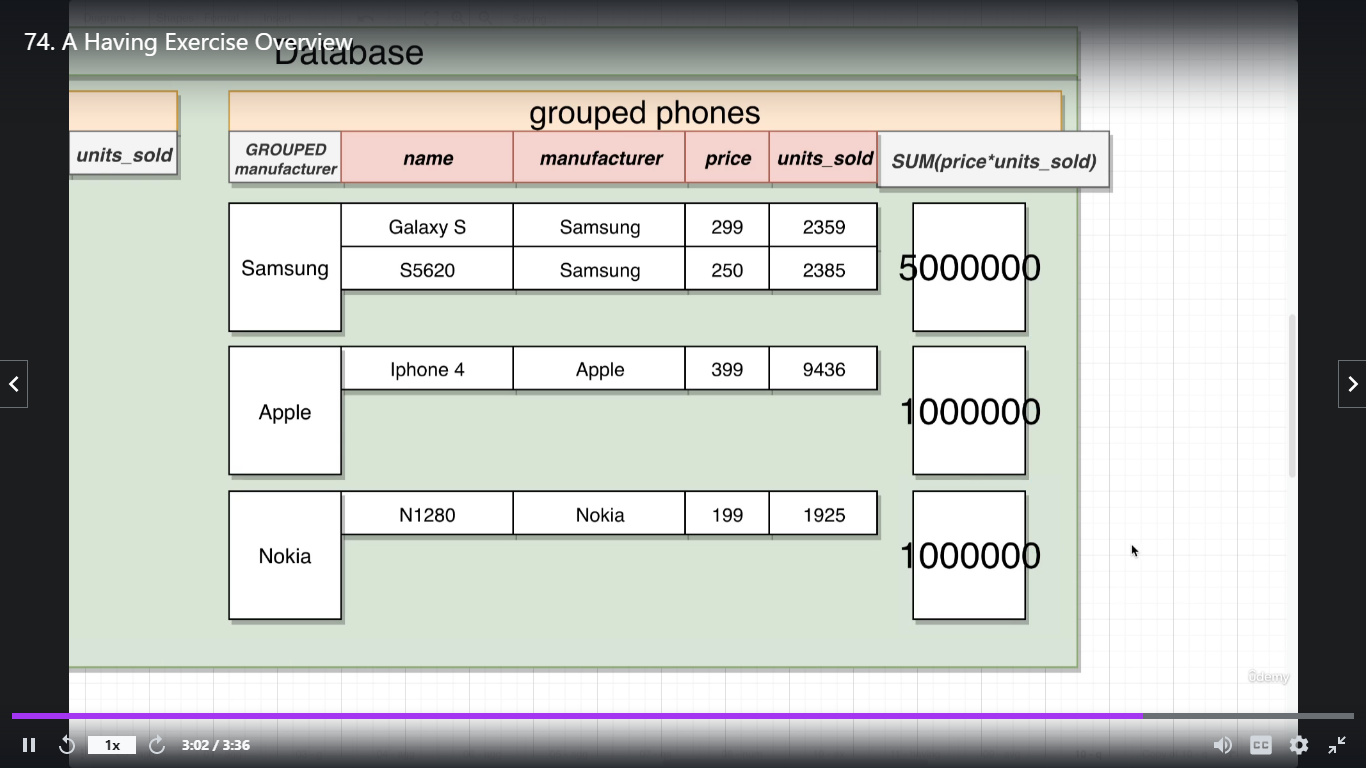 74. A Having Exercise Overview
Database
grouped phones
units_sold
GROUPED manufacturer
name
manufacturer
price
units_sold
SUM(price*units_sold)
Samsung
Galaxy S
Samsung
299
2359
S5620
Samsung
250
2385
5000000
Apple
Iphone 4
Apple
399
9436
1000000
Nokia
N1280
Nokia
199
1925
1000000
ûdemy
1x
3:02 / 3:36
CC